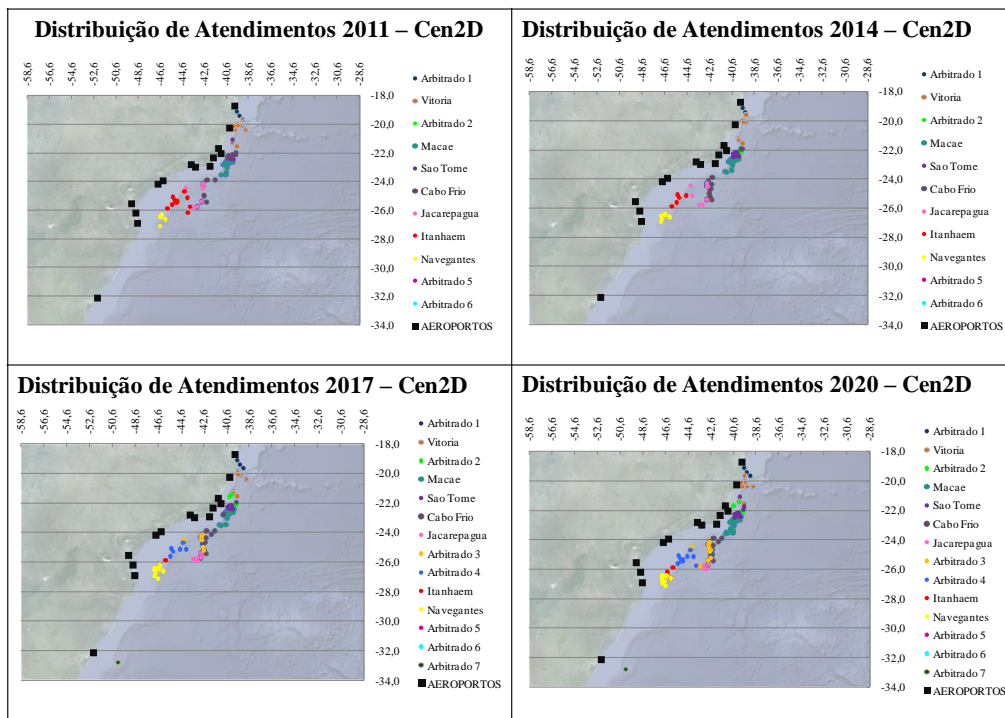 Distribuição de Atendimentos 2011 – Cen2D
-58,6 -56,6 -54,6 -52,6 -50,6 -48,6 -46,6 -44,6 -42,6 -40,6 -38,6 -36,6 -34,6 -32,6 -30,6 -28,6
-18,0
-20,0
-22,0
-24,0
-26,0
-28,0
-30,0
-32,0
-34,0
Arbitrado 1
Vitoria
Arbitrado 2
Macae
Sao Tome
Cabo Frio
Jacarepagua
Itanhaem
Navegantes
Arbitrado 5
Arbitrado 6
AEROPORTOS
Distribuição de Atendimentos 2014 – Cen2D
-58,6 -56,6 -54,6 -52,6 -50,6 -48,6 -46,6 -44,6 -42,6 -40,6 -38,6 -36,6 -34,6 -32,6 -30,6 -28,6
-18,0
-20,0
-22,0
-24,0
-26,0
-28,0
-30,0
-32,0
-34,0
Arbitrado 1
Vitoria
Arbitrado 2
Macae
Sao Tome
Cabo Frio
Jacarepagua
Itanhaem
Navegantes
Arbitrado 5
Arbitrado 6
AEROPORTOS
Distribuição de Atendimentos 2017 – Cen2D
-58,6 -56,6 -54,6 -52,6 -50,6 -48,6 -46,6 -44,6 -42,6 -40,6 -38,6 -36,6 -34,6 -32,6 -30,6 -28,6
-18,0
-20,0
-22,0
-24,0
-26,0
-28,0
-30,0
-32,0
-34,0
Arbitrado 1
Vitoria
Arbitrado 2
Macae
Sao Tome
Cabo Frio
Jacarepagua
Arbitrado 3
Arbitrado 4
Itanhaem
Navegantes
Arbitrado 5
Arbitrado 6
Arbitrado 7
AEROPORTOS
Distribuição de Atendimentos 2020 – Cen2D
-58,6 -56,6 -54,6 -52,6 -50,6 -48,6 -46,6 -44,6 -42,6 -40,6 -38,6 -36,6 -34,6 -32,6 -30,6 -28,6
-18,0
-20,0
-22,0
-24,0
-26,0
-28,0
-30,0
-32,0
-34,0
Arbitrado 1
Vitoria
Arbitrado 2
Macae
Sao Tome
Cabo Frio
Jacarepagua
Arbitrado 3
Arbitrado 4
Itanhaem
Navegantes
Arbitrado 5
Arbitrado 6
Arbitrado 7
AEROPORTOS